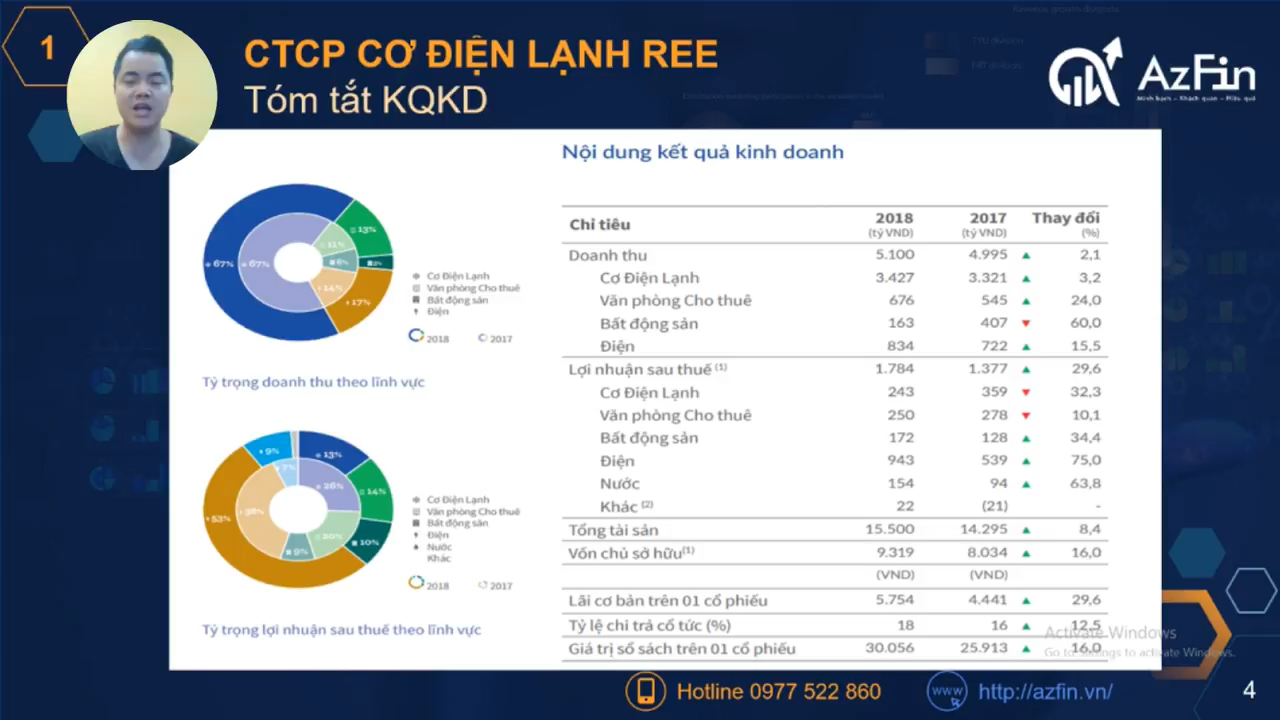 1
CTCP CƠ ĐIỆN LẠNH REE
Tóm tắt KQKD
AzFin
Minh bạch – Khách quan – Hiệu quả
Nội dung kết quả kinh doanh
67% 67% 11% 13% 6% 14% 17%
Cơ Điện Lạnh
Văn phòng Cho thuê
Bất động sản
Điện
2018 2017
Tỷ trọng doanh thu theo lĩnh vực
9% 7% 13% 26% 14% 53% 9% 10%
Cơ Điện Lạnh
Văn phòng Cho thuê
Bất động sản
Điện
Nước
Khác
2018 2017
Tỷ trọng lợi nhuận sau thuế theo lĩnh vực
Chỉ tiêu 2018 2017 Thay đổi
(tỷ VND) (tỷ VND) (%)
Doanh thu 5.100 4.995 ▲ 2,1
Cơ Điện Lạnh 3.427 3.321 ▲ 3,2
Văn phòng Cho thuê 676 545 ▲ 24,0
Bất động sản 163 407 ▼ 60,0
Điện 834 722 ▲ 15,5
Lợi nhuận sau thuế (1) 1.784 1.377 ▲ 29,6
Cơ Điện Lạnh 243 359 ▼ 32,3
Văn phòng Cho thuê 250 278 ▼ 10,1
Bất động sản 172 128 ▲ 34,4
Điện 943 539 ▲ 75,0
Nước 154 94 ▲ 63,8
Khác (2) 22 (21) -
Tổng tài sản 15.500 14.295 ▲ 8,4
Vốn chủ sở hữu(1) 9.319 8.034 ▲ 16,0
(VND) (VND)
Lãi cơ bản trên 01 cổ phiếu 5.754 4.441 ▲ 29,6
Tỷ lệ chi trả cổ tức (%) 18 16 ▲ 12,5
Giá trị sổ sách trên 01 cổ phiếu 30.056 25.913 ▲ 16,0
Activate Windows
Go to Settings to activate Windows.
Hotline 0977 522 860
www http://azfin.vn/
4